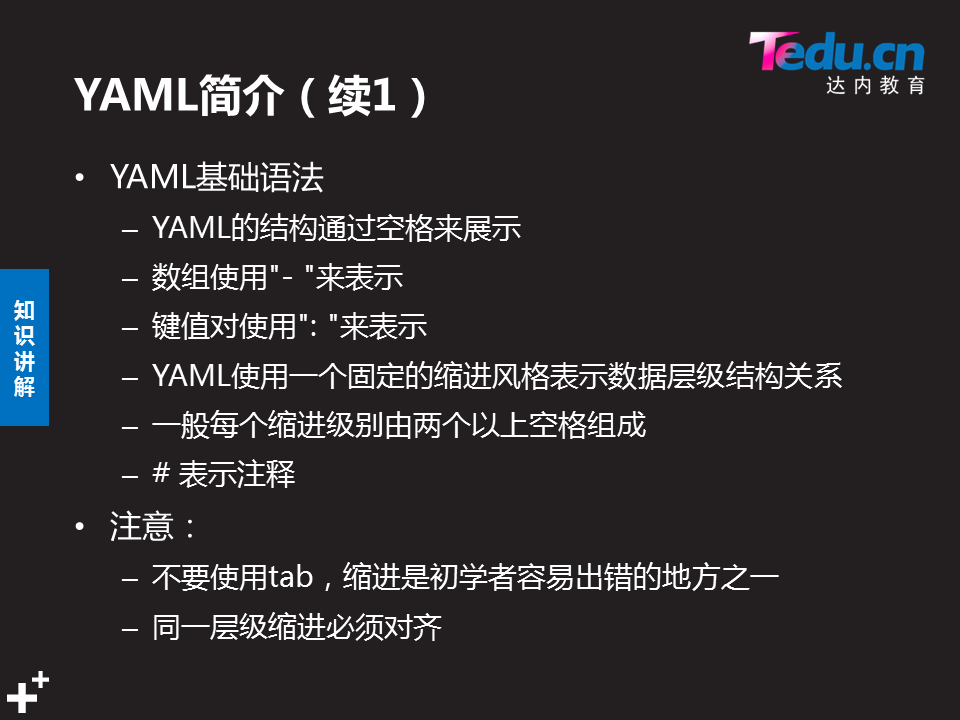 Tedu.cn
达内教育
YAML简介（续1）
• YAML基础语法
– YAML的结构通过空格来展示
– 数组使用"- "来表示
– 键值对使用": "来表示
– YAML使用一个固定的缩进风格表示数据层级结构关系
– 一般每个缩进级别由两个以上空格组成
– # 表示注释
• 注意：
– 不要使用tab，缩进是初学者容易出错的地方之一
– 同一层级缩进必须对齐
知识讲解